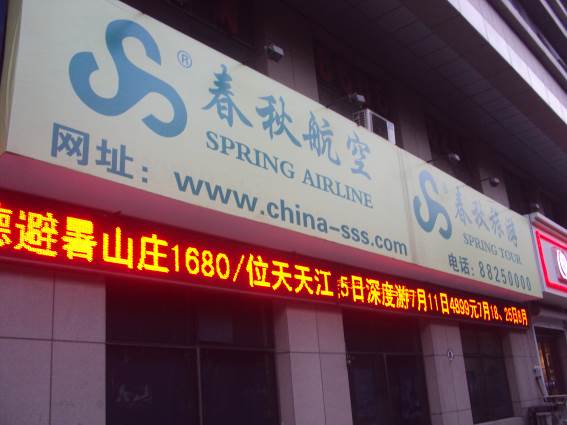 ®
春秋航空
SPRING AIRLINE
网址：www.china-sss.com
春秋旅游
SPRING TOUR
电话：88250000
德避暑山庄1680/位天天江 5日深度游7月11日4899元7月18、25日8月